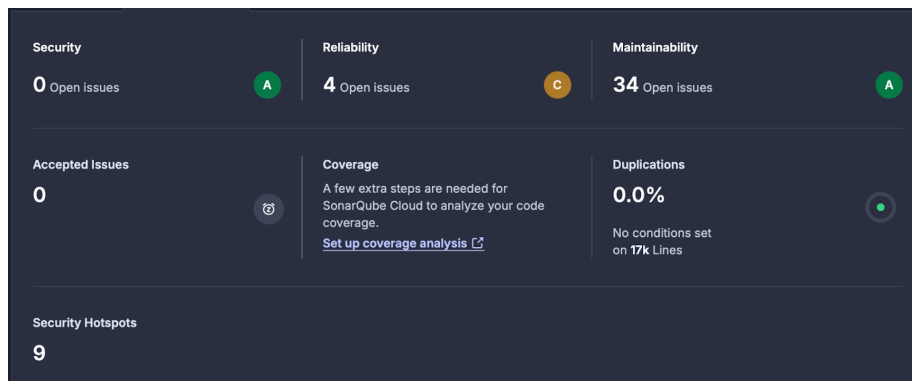 Security
0 Open issues
A
Reliability
4 Open issues
C
Maintainability
34 Open issues
A
Accepted Issues
0
Coverage
A few extra steps are needed for
SonarQube Cloud to analyze your code
coverage.
Set up coverage analysis
Duplications
0.0%
No conditions set
on 17k Lines
Security Hotspots
9